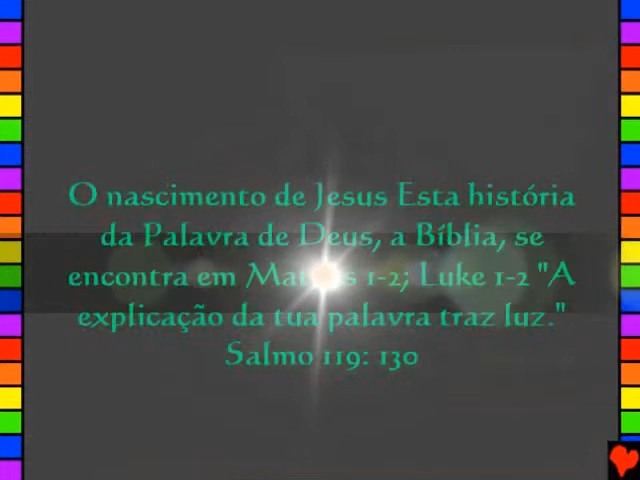 O nascimento de Jesus Esta história
da Palavra de Deus, a Bíblia, se
encontra em Mateus 1-2; Luke 1-2 "A
explicação da tua palavra traz luz."
Salmo 119: 130